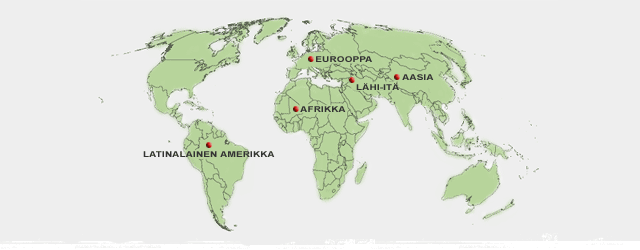 EUROOPPA
AASIA
LÄHI-ITÄ
AFRIKKA
LATINALAINEN AMERIKKA